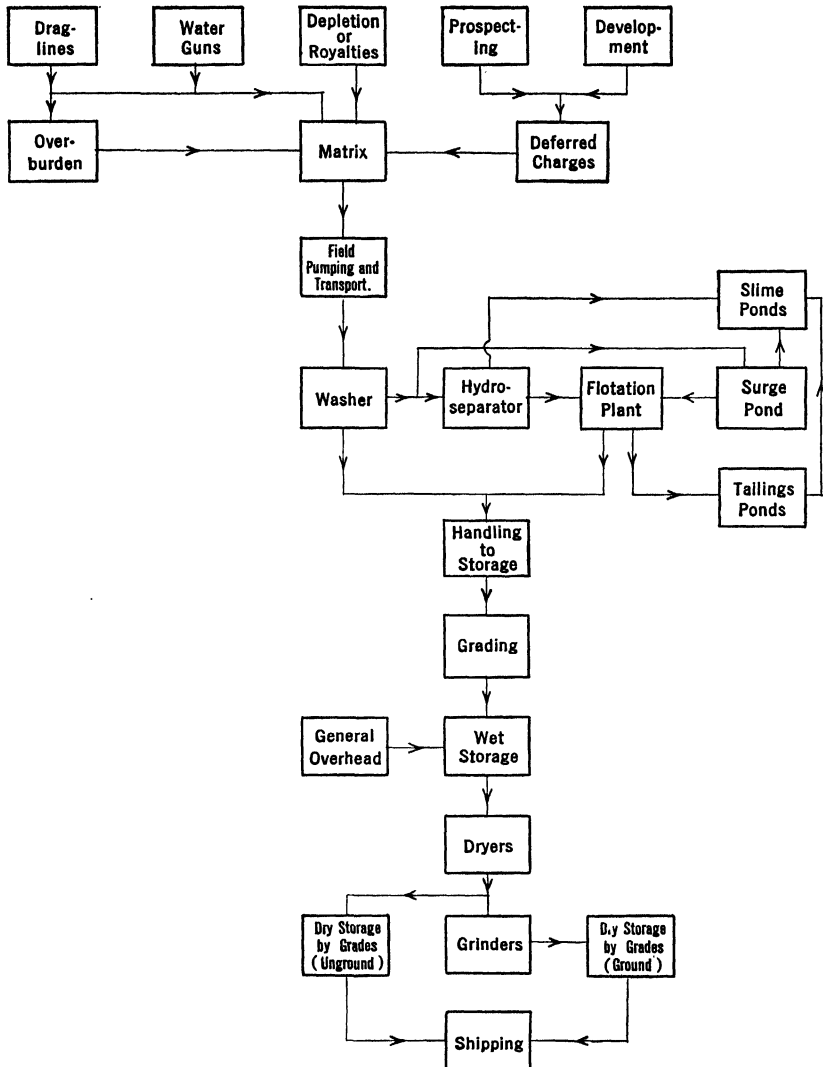 Drag-
lines
Water
Guns
Depletion
or
Royalties
Prospect-
ing
Develop-
ment
Over-
burden
Matrix
Deferred
Charges
Field
Pumping and
Transport.
Slime
Ponds
Washer
Hydro-
separator
Flotation
Plant
Surge
Pond
Tailings
Ponds
Handling
to
Storage
Grading
General
Overhead
Wet
Storage
Dryers
Dry Storage
by Grades
(Unground)
Grinders
D.y Storage
by Grades
(Ground)
Shipping